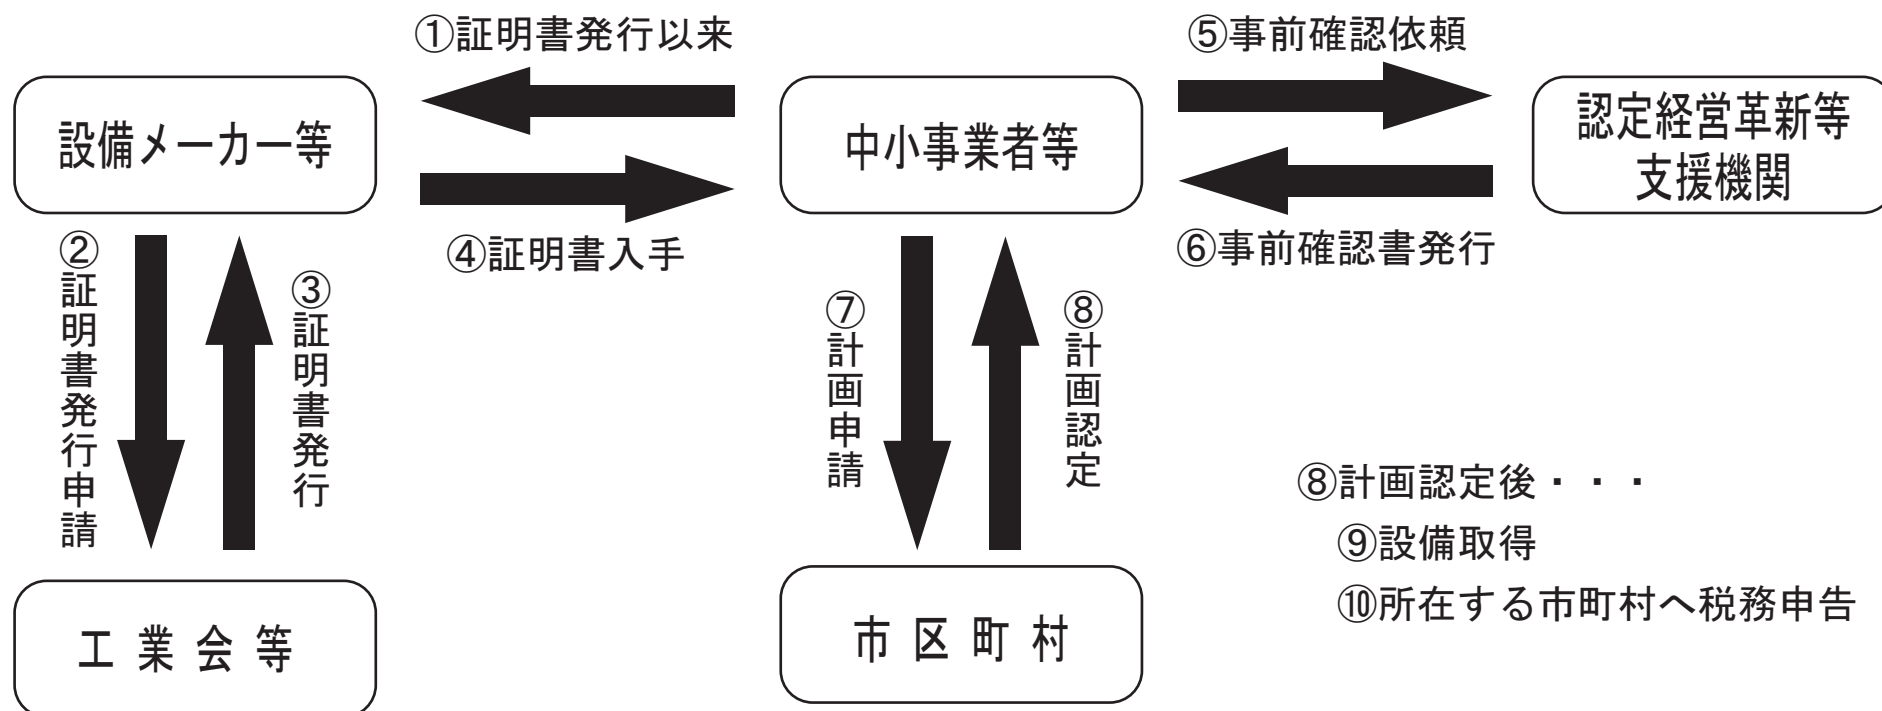 ①証明書発行以来
⑤事前確認依頼
設備メーカー等
中小事業者等
認定経営革新等
支援機関
④証明書入手
⑥事前確認書発行
②証明書発行申請
③証明書発行
⑦計画申請
⑧計画認定
⑧計画認定後・・・
⑨設備取得
⑩所在する市町村へ税務申告
工業会等
市区町村